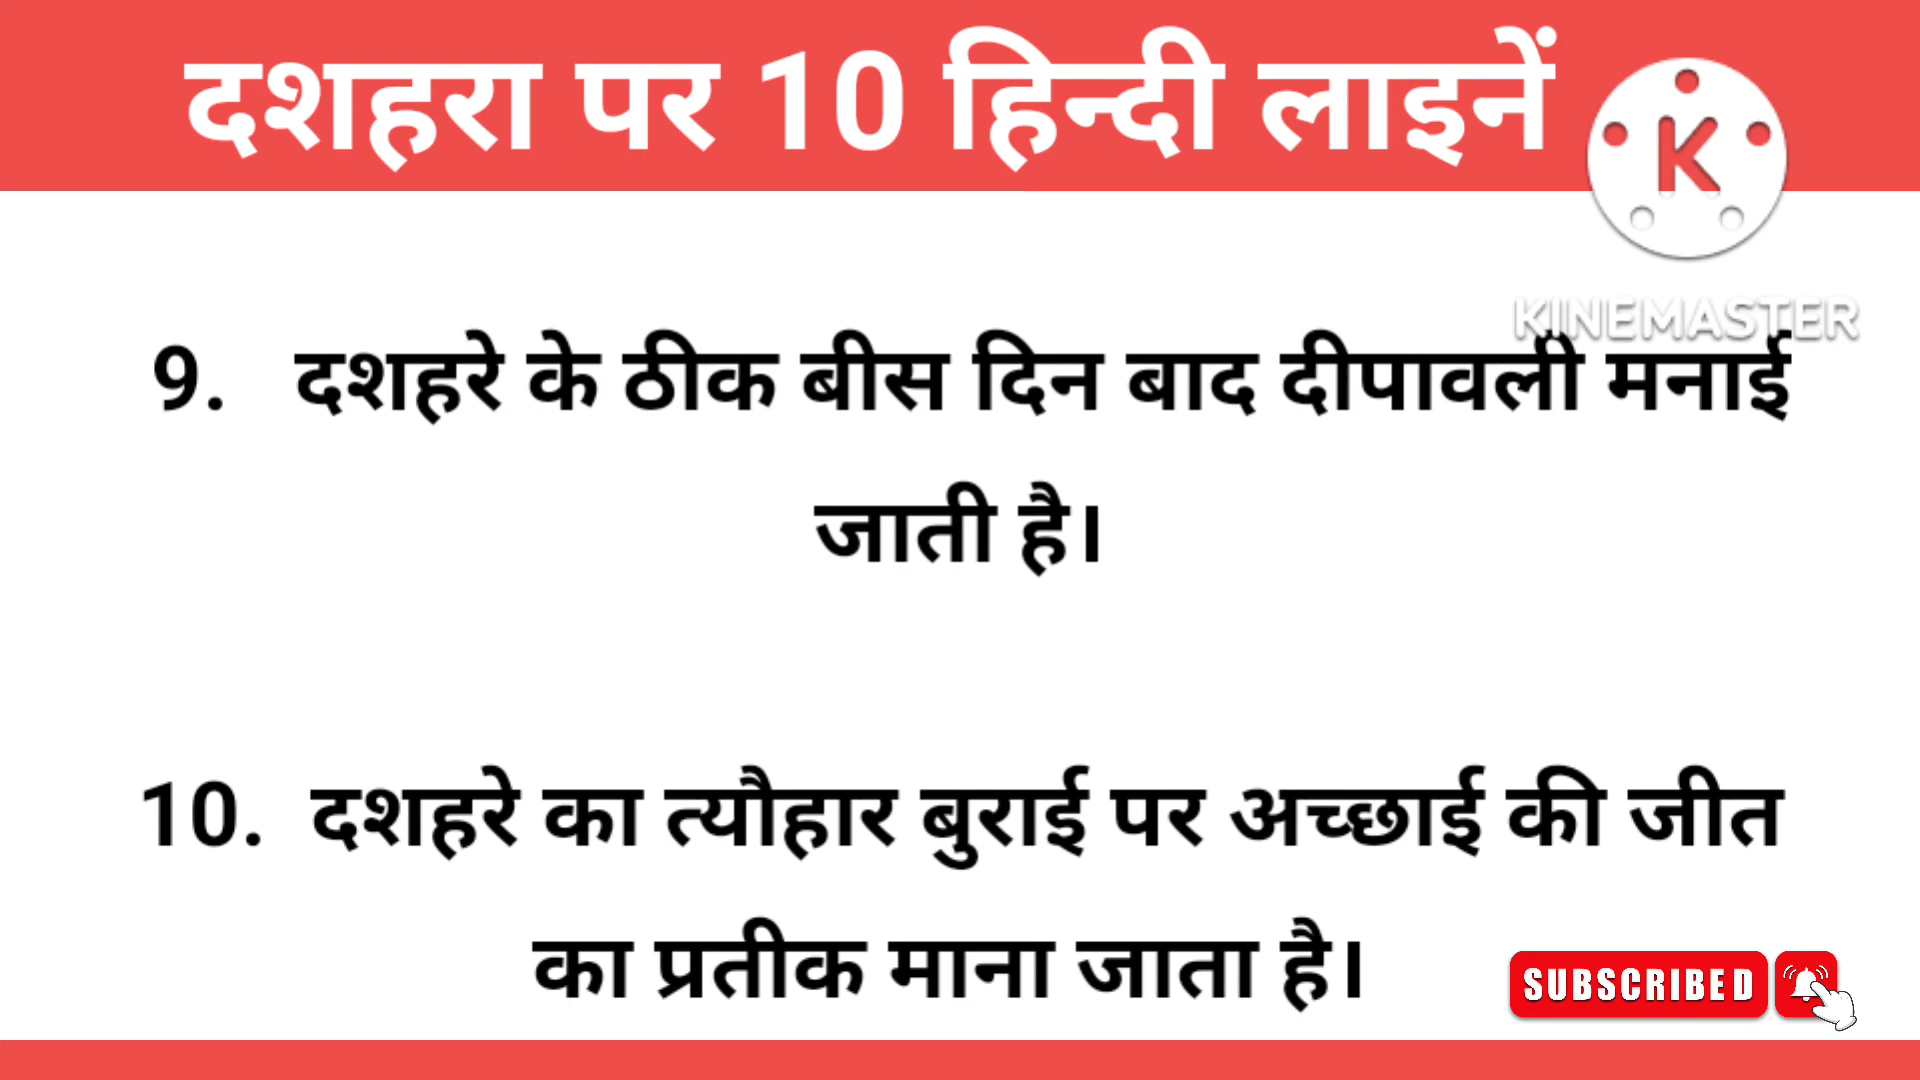 दशहरा पर 10 हिन्दी लाइनें
K
KINEMASTER
9. दशहरे के ठीक बीस दिन बाद दीपावली मनाई
जाती है।
10. दशहरे का त्यौहार बुराई पर अच्छाई की जीत
का प्रतीक माना जाता है।
SUBSCRIBED